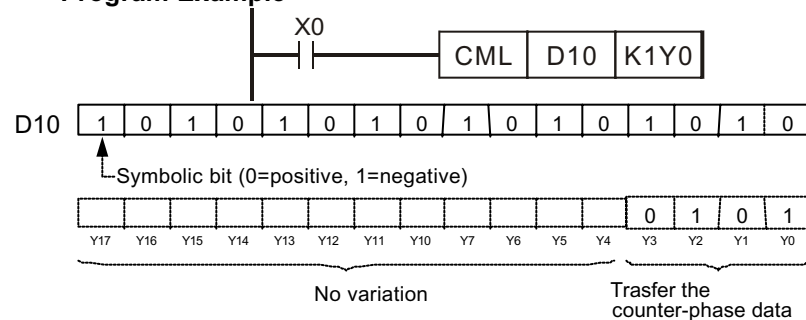 Program Example
X0
CML D10 K1Y0
D10 1 0 1 0 1 0 1 0 1 0 1 0 1 0 1 0
Symbolic bit (0=positive, 1=negative)
0 1 0 1
Y17 Y16 Y15 Y14 Y13 Y12 Y11 Y10 Y7 Y6 Y5 Y4 Y3 Y2 Y1 Y0
No variation
Trasfer the
counter-phase data